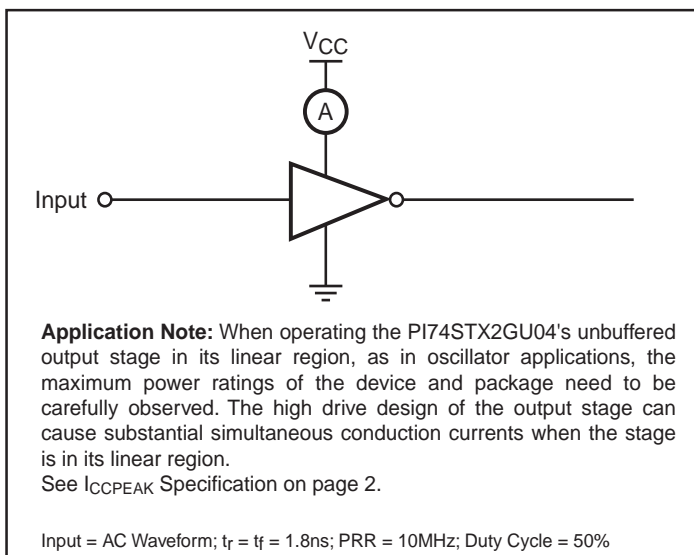 VCC
A
Input
Application Note: When operating the PI74STX2GU04's unbuffered
output stage in its linear region, as in oscillator applications, the
maximum power ratings of the device and package need to be
carefully observed. The high drive design of the output stage can
cause substantial simultaneous conduction currents when the stage
is in its linear region.
See ICCPEAK Specification on page 2.
Input = AC Waveform; tr = tf = 1.8ns; PRR = 10MHz; Duty Cycle = 50%